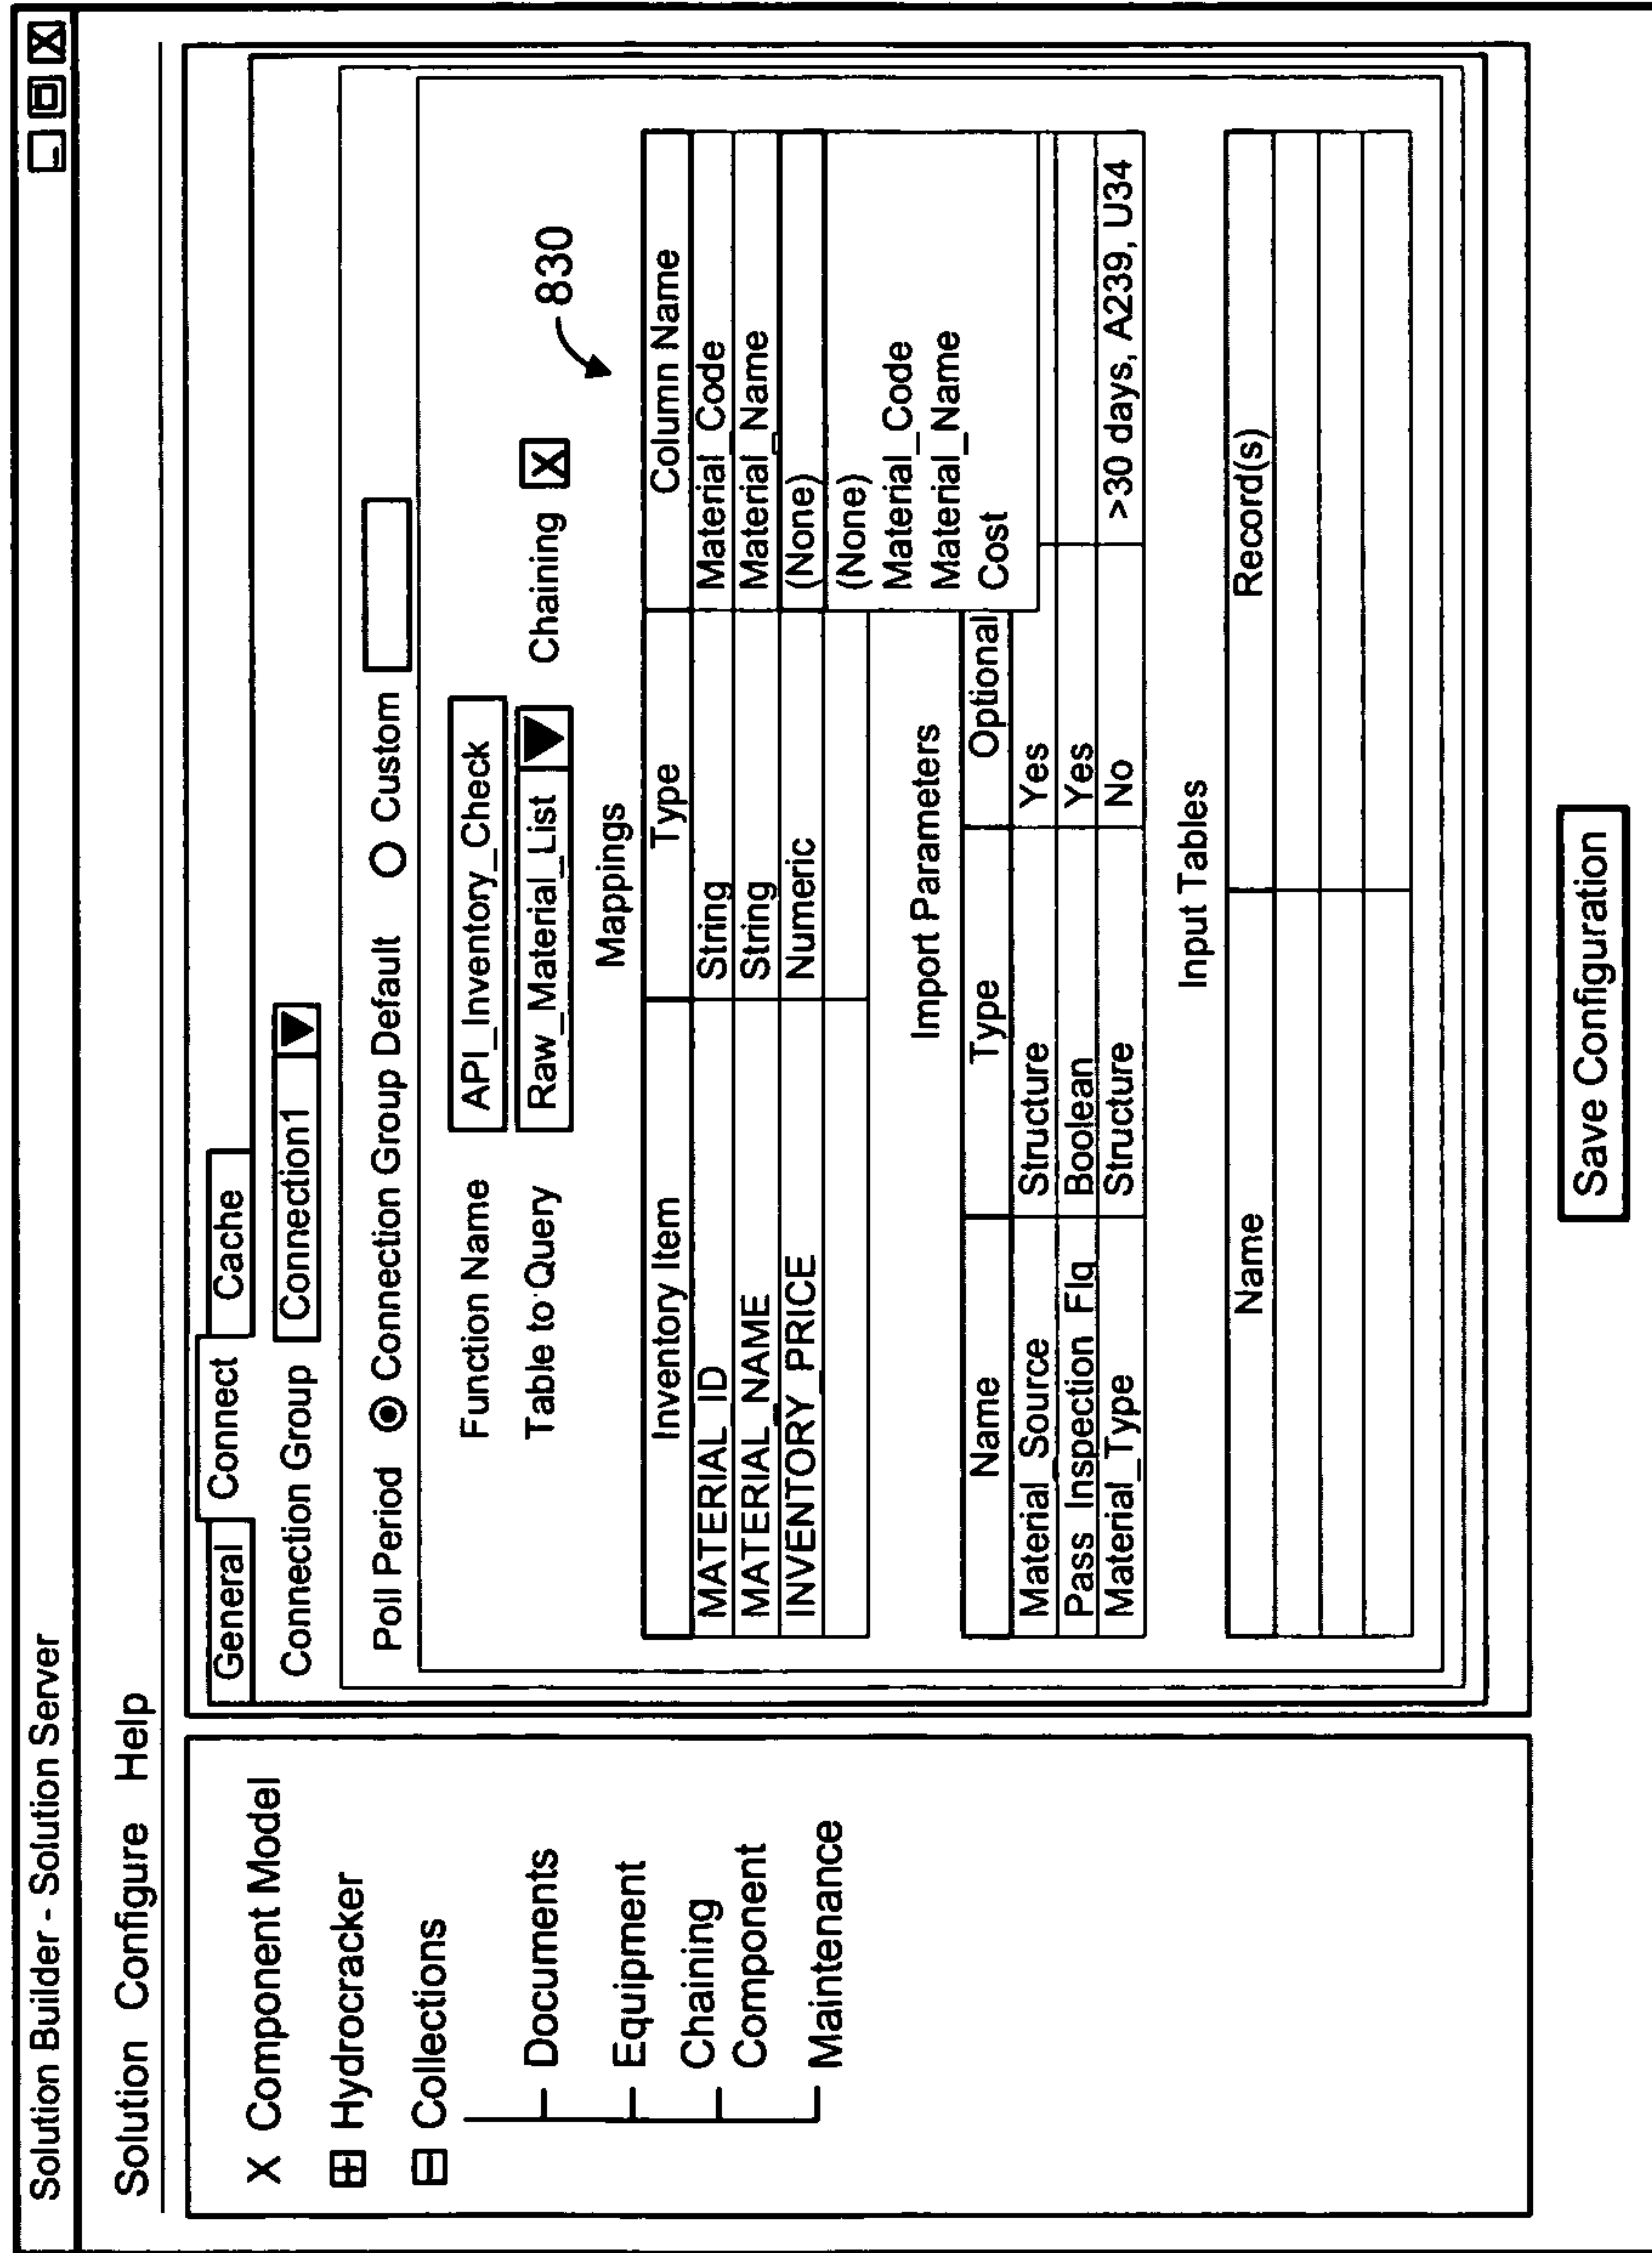 Solution Builder - Solution Server
Solution Configure Help
X Component Model
Hydrocracker
Collections
Documents
Equipment
Chaining
Component
Maintenance
General Connect Cache
Connection Group Connection1
Poll Period Connection Group Default Custom
Function Name API_Inventory_Check
Table to Query Raw_Material_List Chaining X 830
Mappings
Inventory Item Type Column Name
MATERIAL_ID String Material_Code
MATERIAL_NAME String Material_Name
INVENTORY_PRICE Numeric (None)
(None)
Material_Code
Material_Name
Cost
Import Parameters
Name Type Optional
Material_Source Structure Yes
Pass_Inspection_Flg Boolean Yes
Material_Type Structure No >30 days, A239, U34
Input Tables
Name Record(s)
Save Configuration